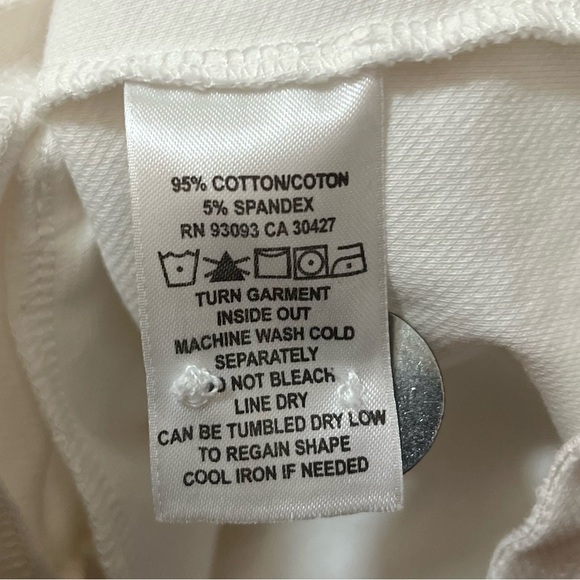 95% COTTON/COTON
5% SPANDEX
RN 93093 CA 30427
TURN GARMENT
INSIDE OUT
MACHINE WASH COLD
SEPARATELY
NOT BLEACH
LINE DRY
CAN BE TUMBLED DRY LOW
TO REGAIN SHAPE
COOL IRON IF NEEDED